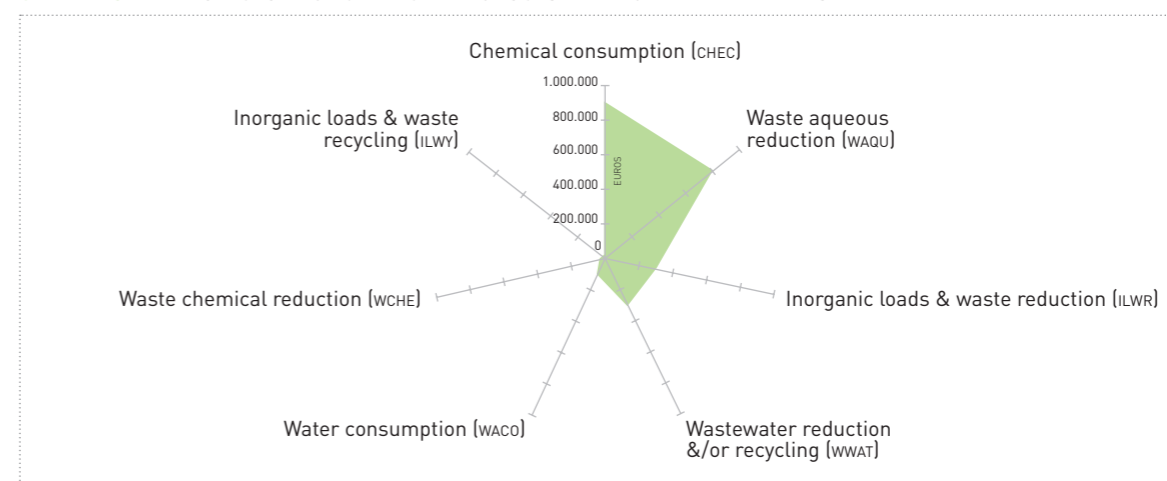 Chemical consumption (CHEC)
1.000.000
800.000
600.000
400.000
200.000
0
EUROS
Inorganic loads & waste
recycling (ILWY)
Waste aqueous
reduction (WAQU)
Waste chemical reduction (WCHE)
Inorganic loads & waste reduction (ILWR)
Water consumption (WACO)
Wastewater reduction
&/or recycling (WWAT)